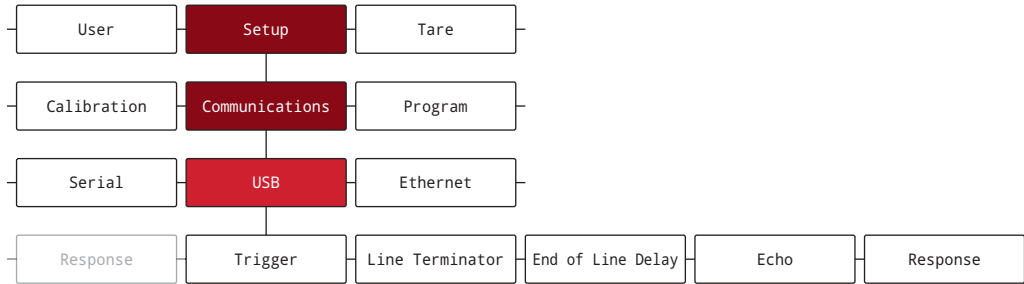 User Setup Tare
Calibration Communications Program
Serial USB Ethernet
Response Trigger Line Terminator End of Line Delay Echo Response